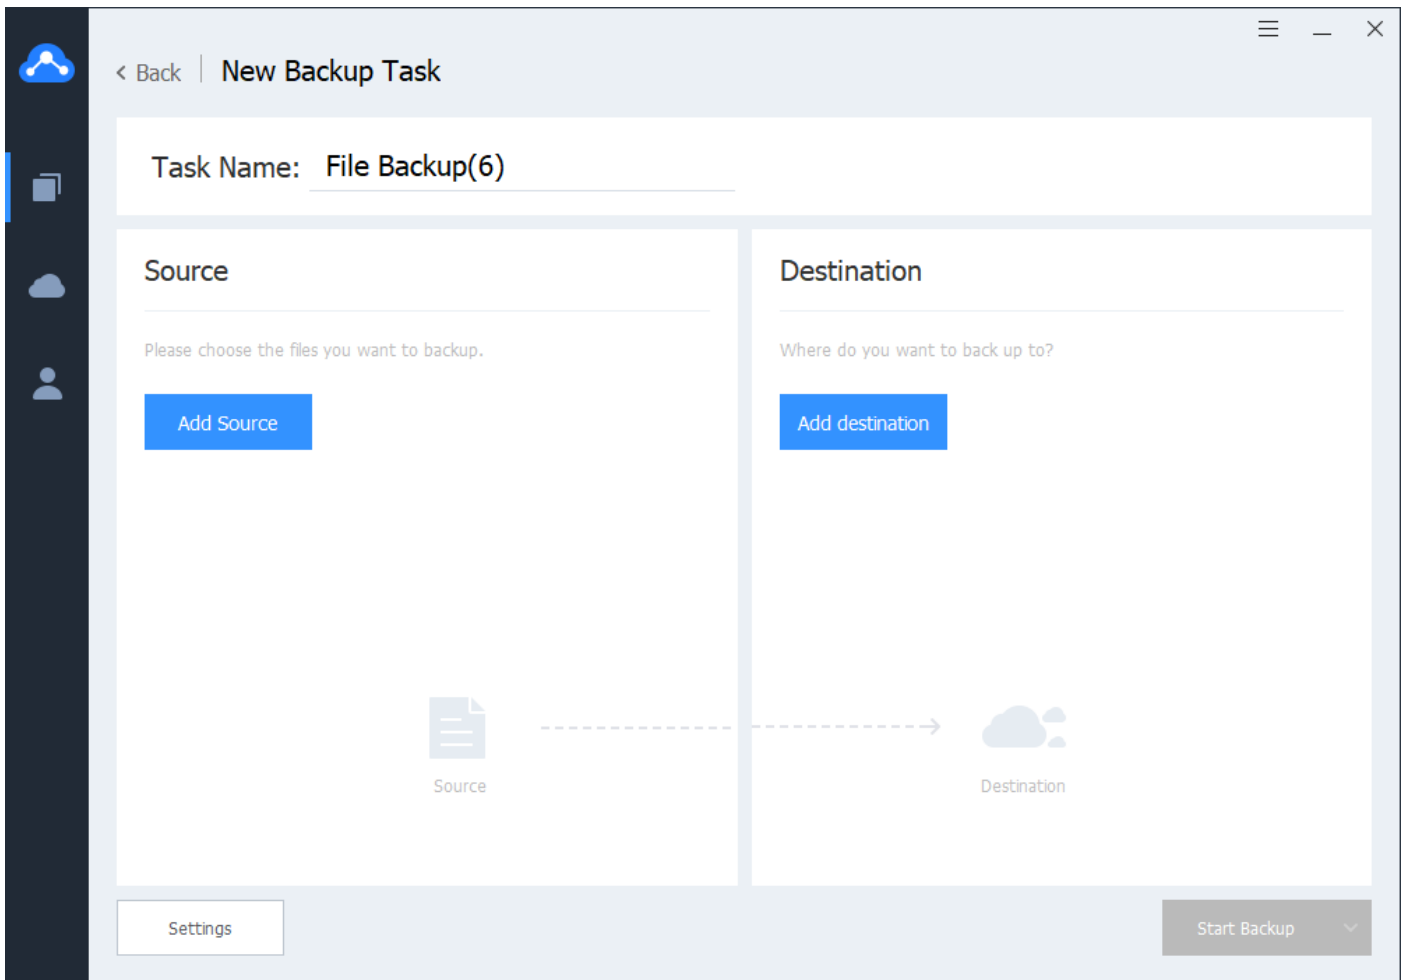 Back
New Backup Task
Task Name: File Backup(6)
Source
Please choose the files you want to backup.
Add Source
Destination
Where do you want to back up to?
Add destination
Source
Destination
Settings
Start Backup